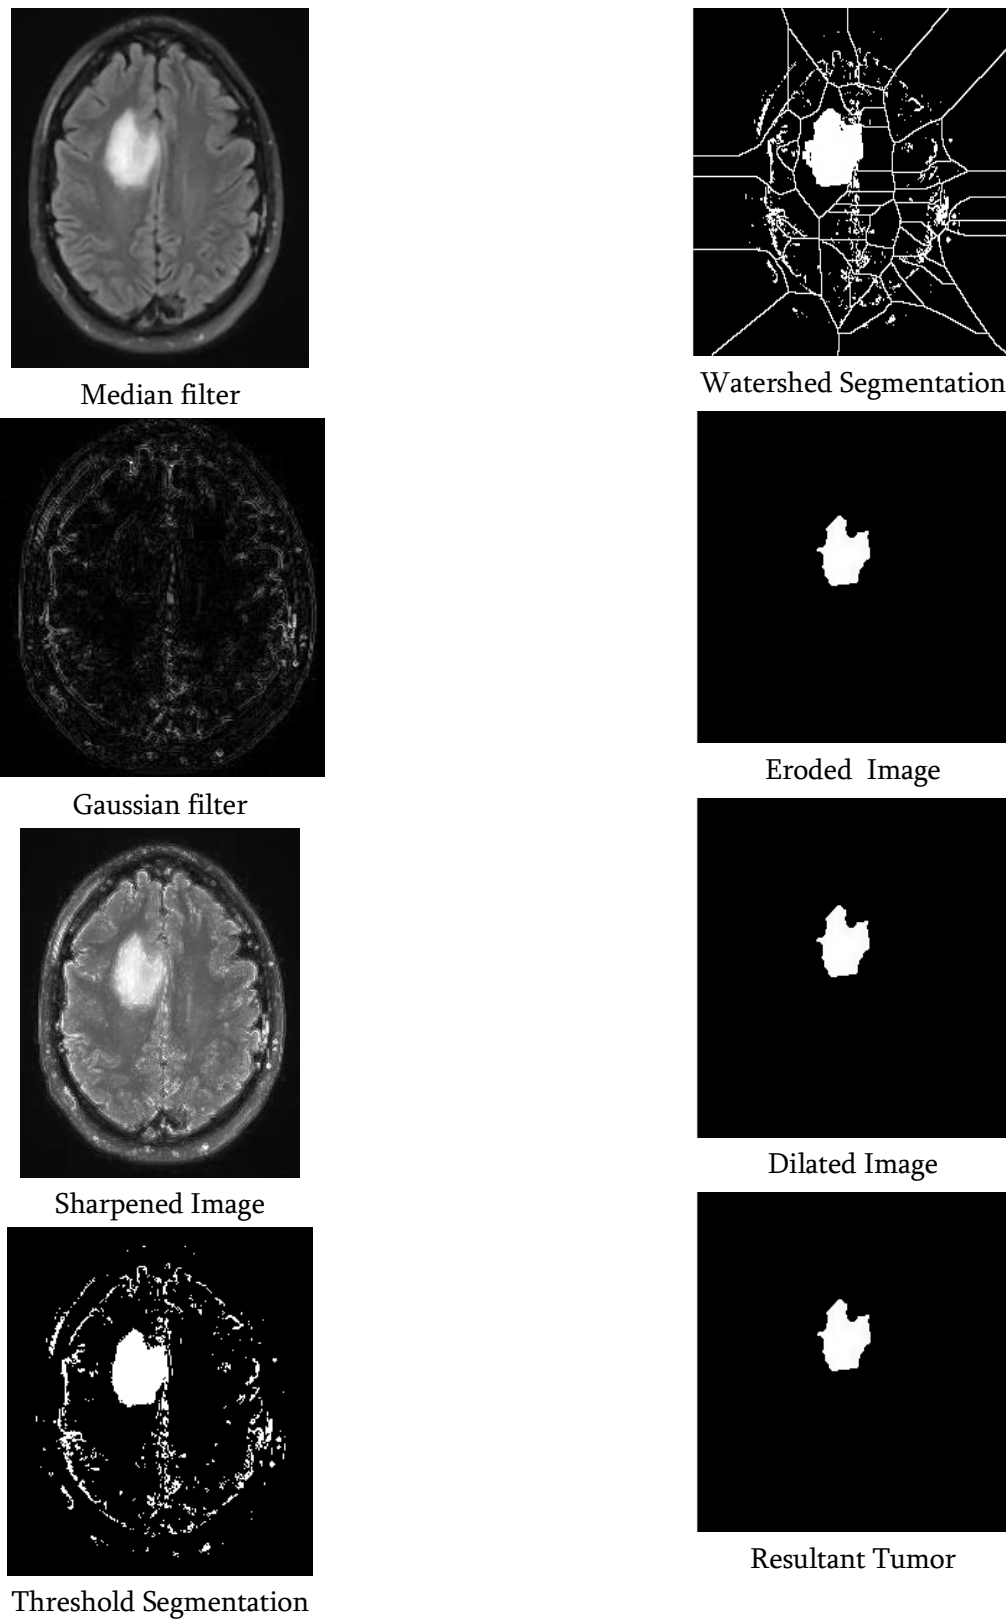 Median filter
Gaussian filter
Sharpened Image
Threshold Segmentation
Watershed Segmentation
Eroded Image
Dilated Image
Resultant Tumor